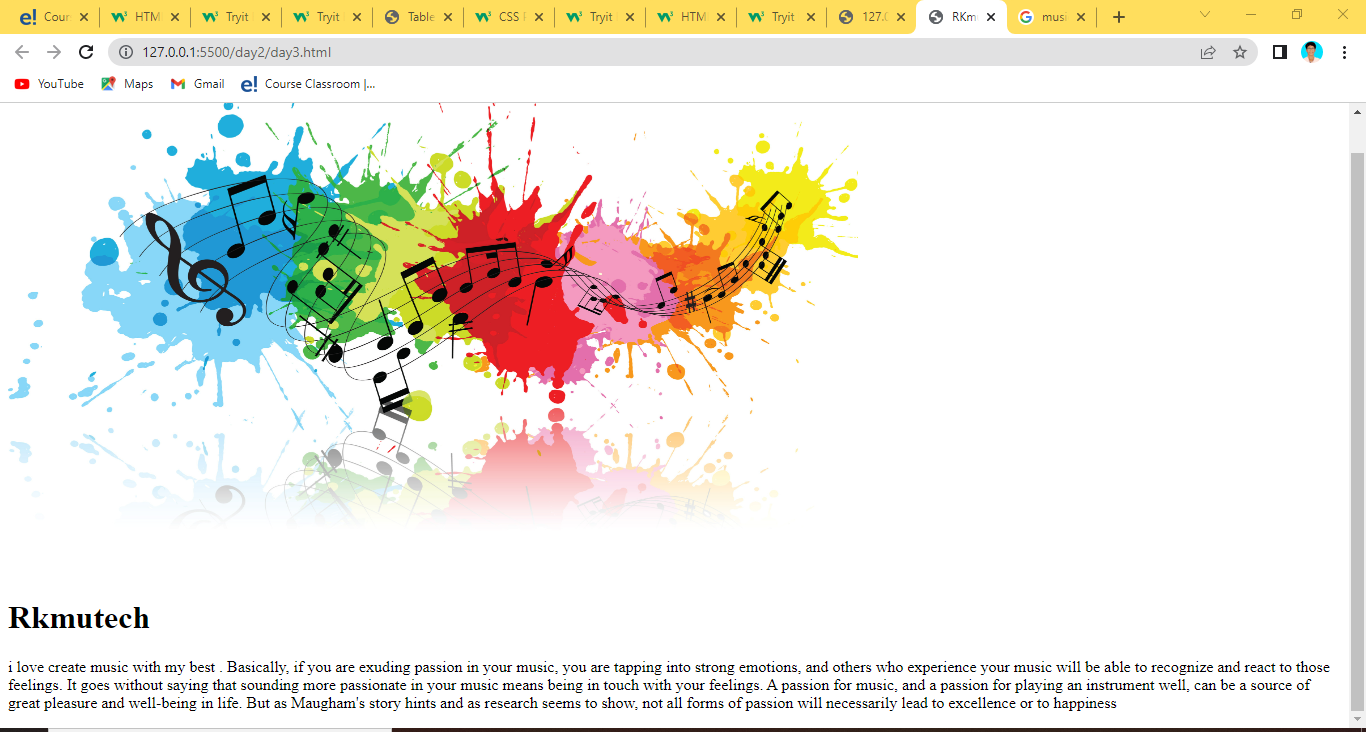 Cour
HTM
Tryit
Tryit
Table
CSS
Tryit
HTM
Tryit
127.0
RKm
musi
127.0.0.1:5500/day2/day3.html
YouTube
Maps
Gmail
e! Course Classroom |...
Rkmutech
i love create music with my best . Basically, if you are exuding passion in your music, you are tapping into strong emotions, and others who experience your music will be able to recognize and react to those
feelings. It goes without saying that sounding more passionate in your music means being in touch with your feelings. A passion for music, and a passion for playing an instrument well, can be a source of
great pleasure and well-being in life. But as Maugham's story hints and as research seems to show, not all forms of passion will necessarily lead to excellence or to happiness